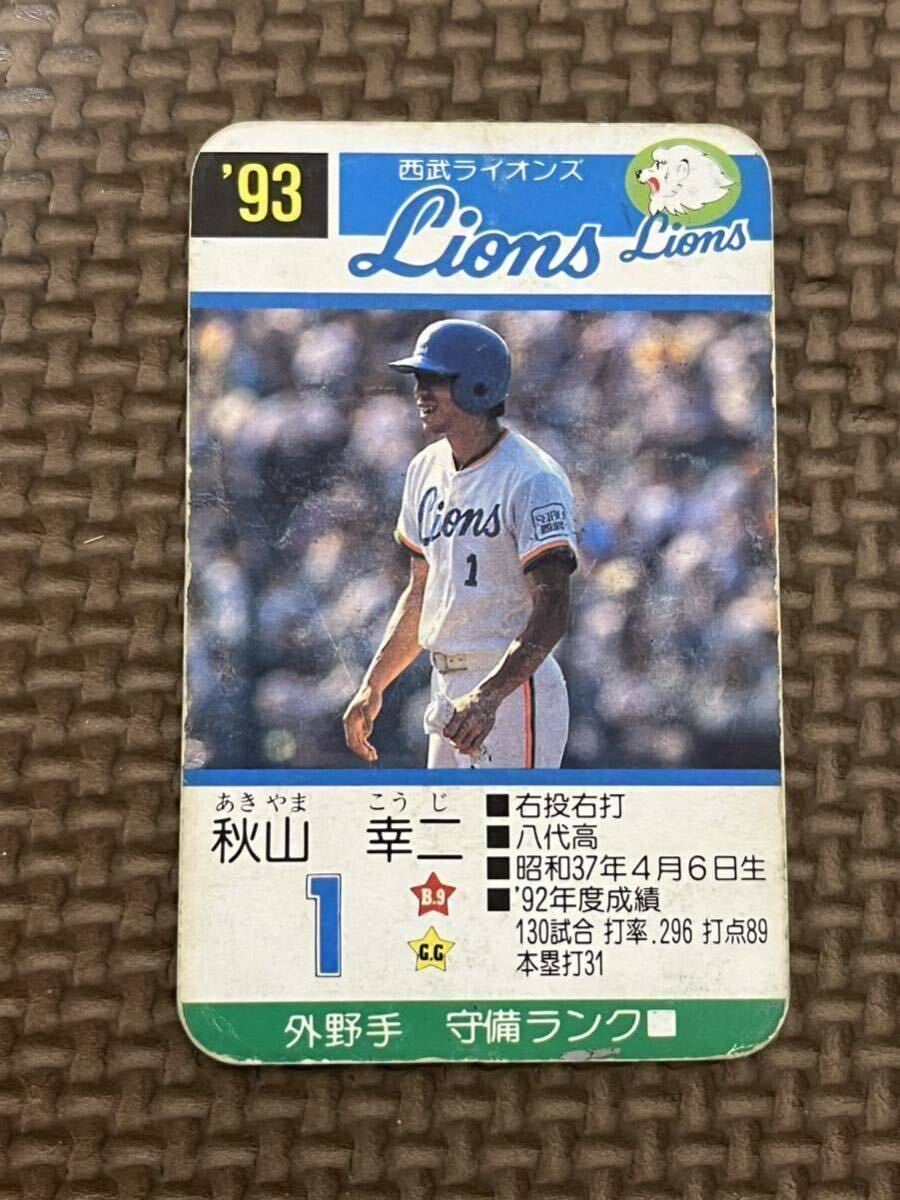 '93
西武ライオンズ
Lions
Lions
Lions
SEIBU
1
あきやま こうじ
秋山 幸二
1
B.9
G.G
■右投右打
■八代高
■昭和37年4月6日生
■'92年度成績
130試合 打率.296 打点89
本塁打31
外野手 守備ランク